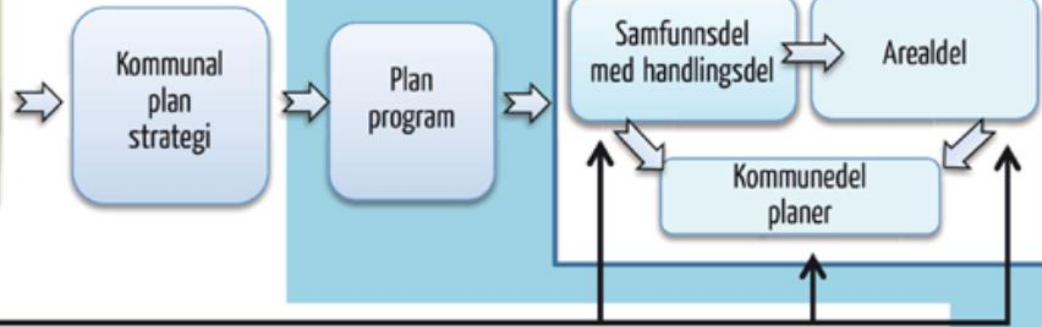 Kommunal
plan
strategi
Plan
program
Samfunnsdel
med handlingsdel
Arealdel
Kommunedel
planer